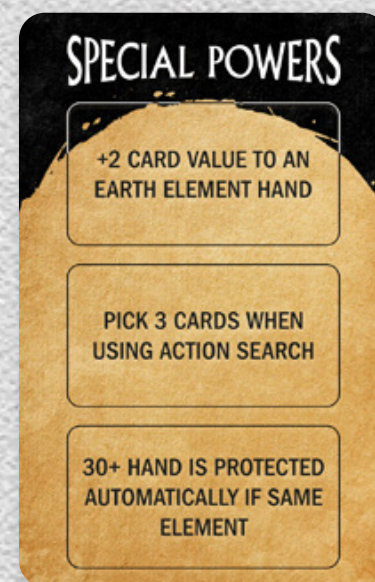 SPECIAL POWERS
+2 CARD VALUE TO AN
EARTH ELEMENT HAND
PICK 3 CARDS WHEN
USING ACTION SEARCH
30+ HAND IS PROTECTED
AUTOMATICALLY IF SAME
ELEMENT